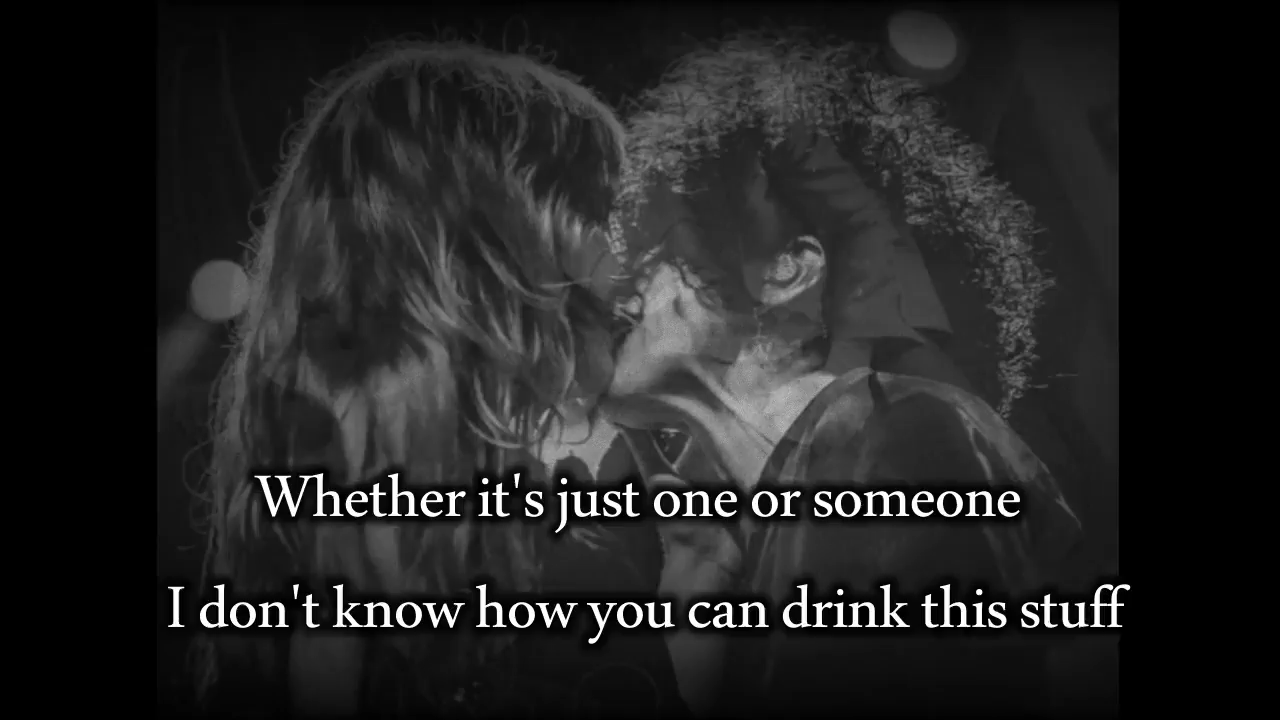 Whether it's just one or someone
I don't know how you can drink this stuff